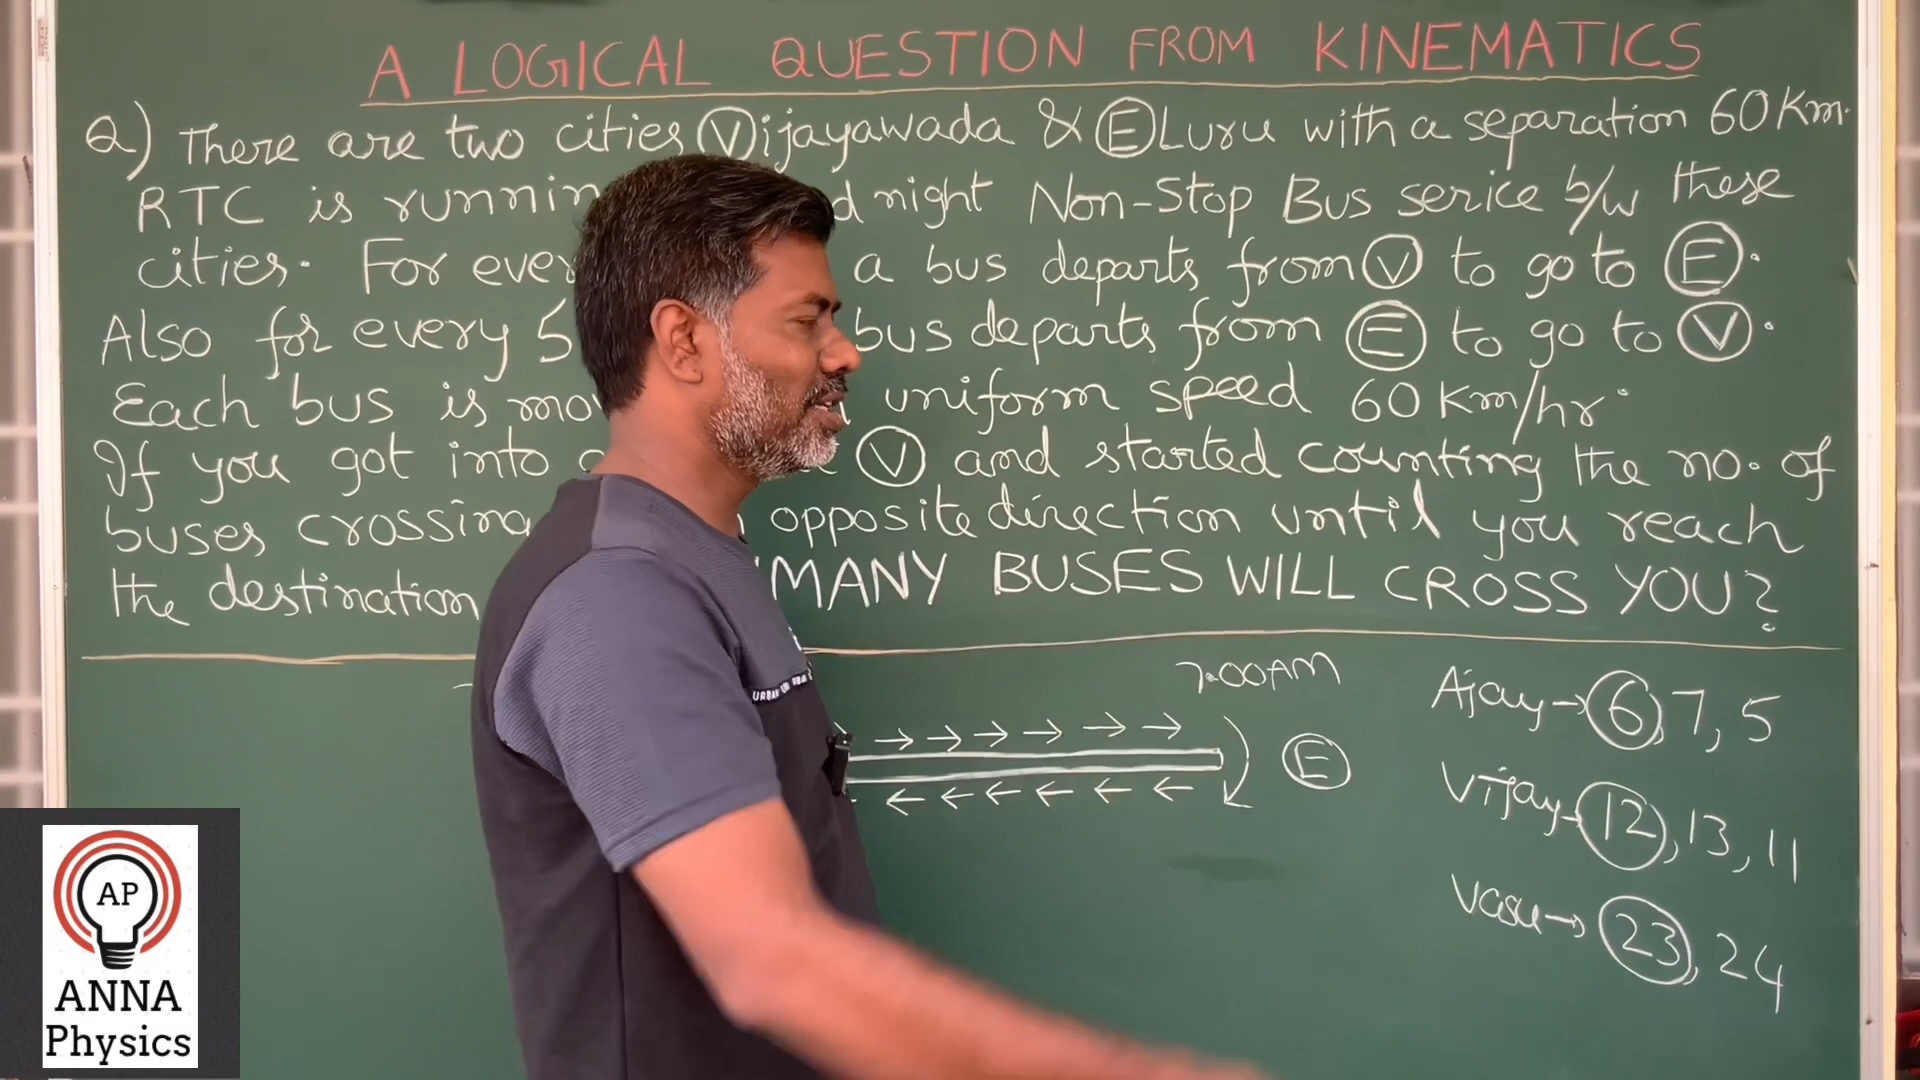 A LOGICAL QUESTION FROM KINEMATICS
Q) There are two cities Vijayawada & ELuru with a separation 60 Km.
RTC is runnin d night Non-Stop Bus serice b/w these
cities. For ever a bus departs from V to go to E.
Also for every 5 bus departs from E to go to V.
Each bus is mov uniform speed 60 Km/hr.
If you got into V and started counting the no. of
buses crossing opposite direction until you reach
the destination MANY BUSES WILL CROSS YOU?
7.00AM
E
Ajay → 6, 7, 5
Vijay → 12, 13, 11
Vasu → 23, 24
URBAN
AP
ANNA
Physics